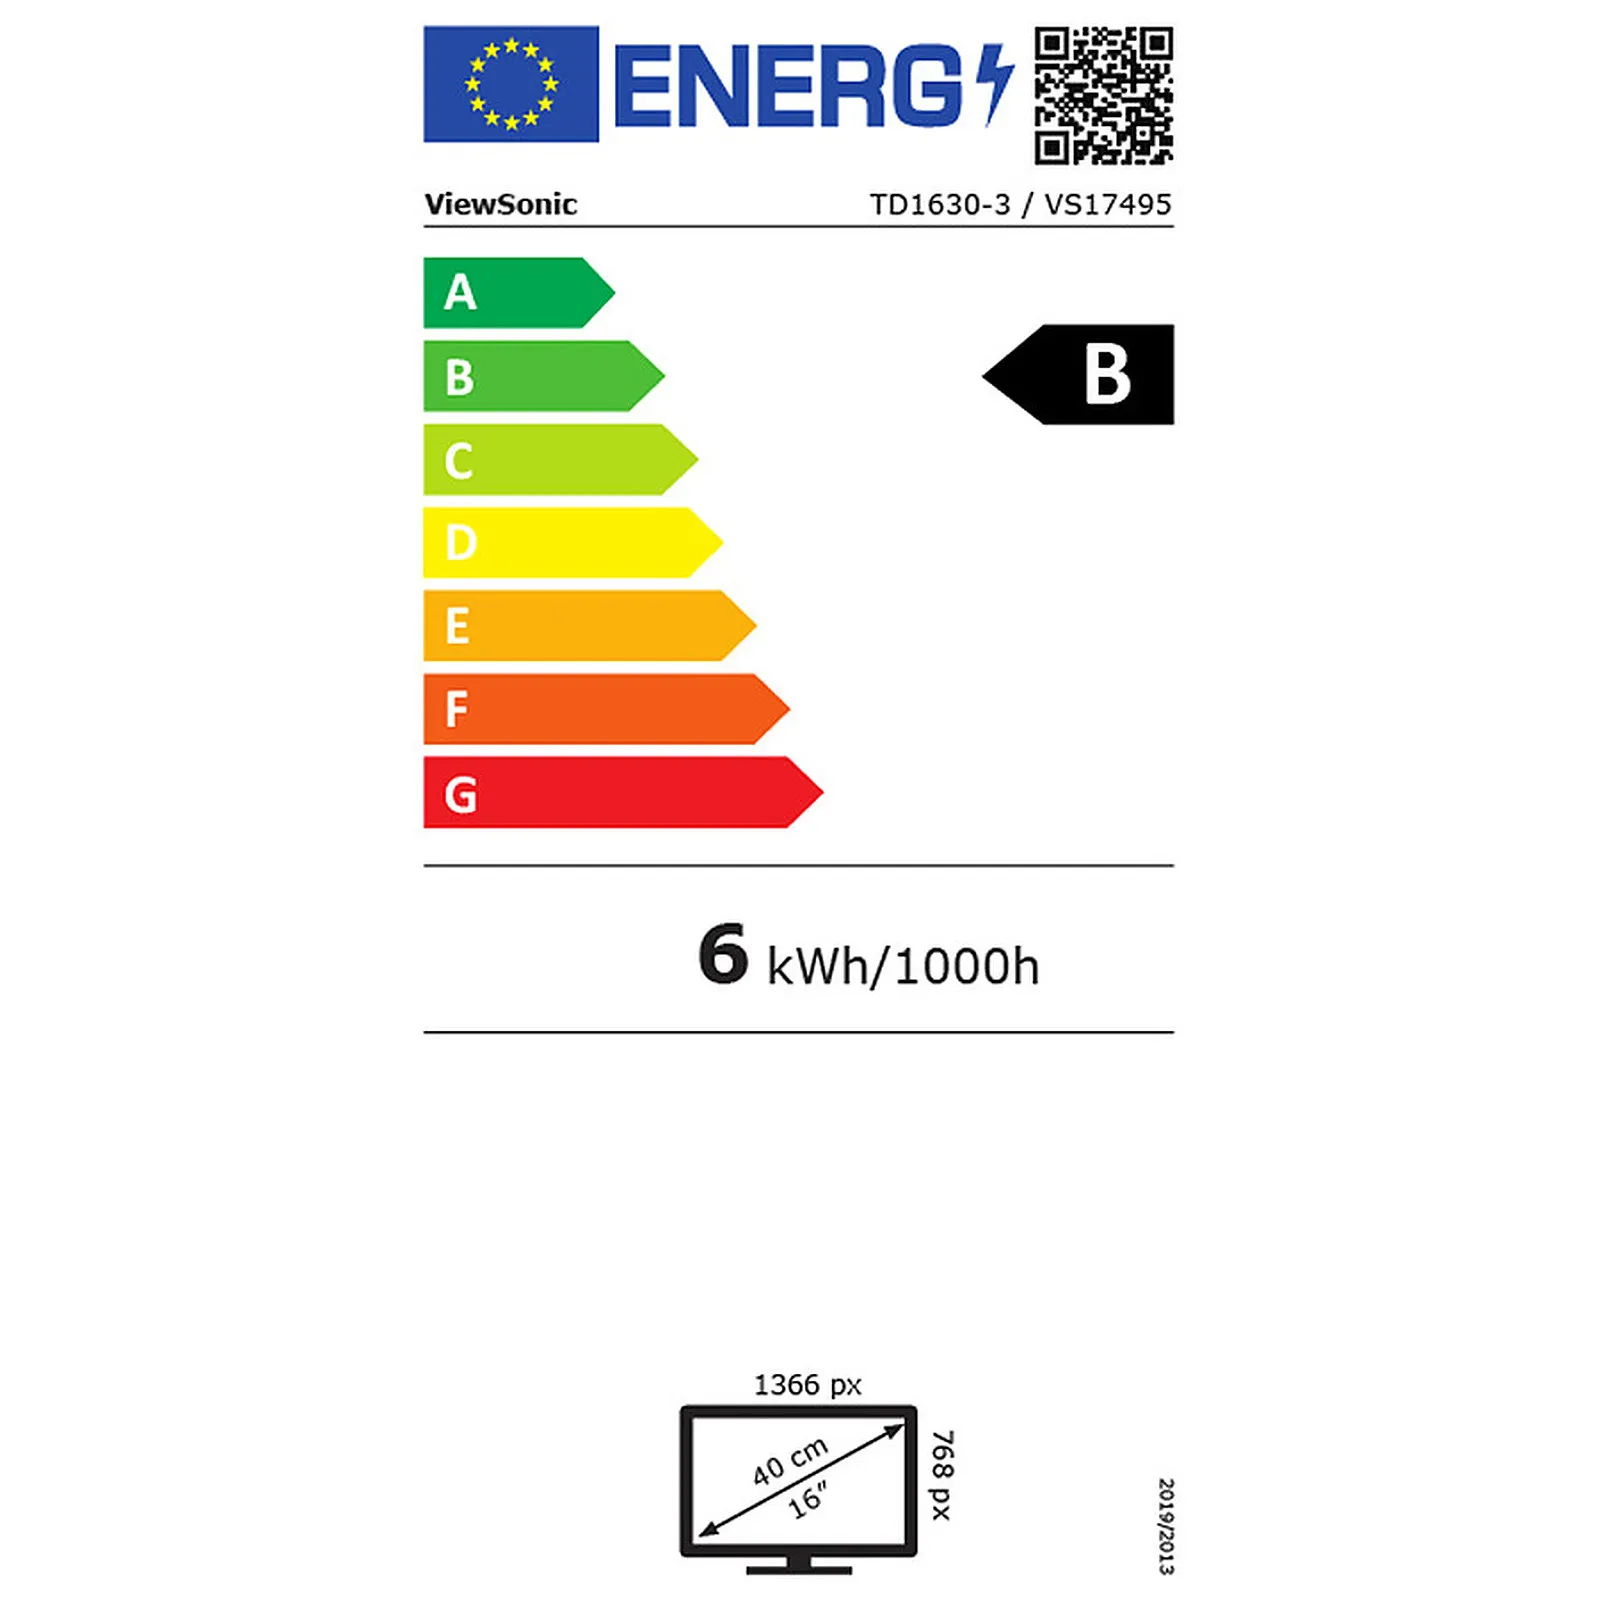 ENERG
ViewSonic TD1630-3 / VS17495
A
B
B
C
D
E
F
G
6 kWh/1000h
1366 px
40 cm
16"
768 px
2019/2013